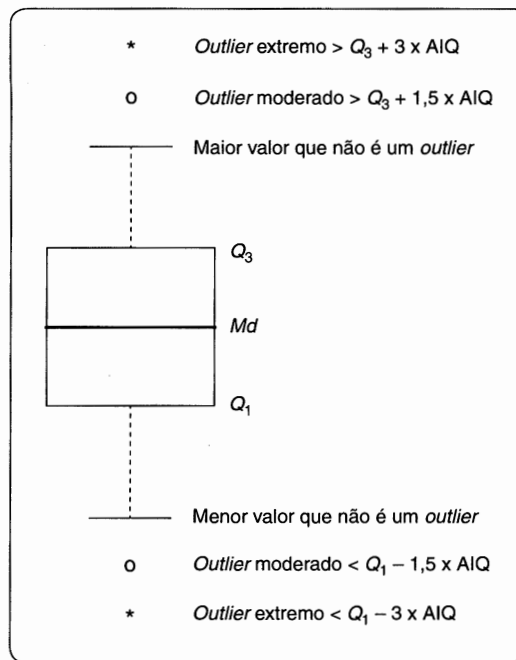 * Outlier extremo > Q₃ + 3 x AIQ
o Outlier moderado > Q₃ + 1,5 x AIQ
Maior valor que não é um outlier
Q₃
Md
Q₁
Menor valor que não é um outlier
o Outlier moderado < Q₁ – 1,5 x AIQ
* Outlier extremo < Q₁ – 3 x AIQ